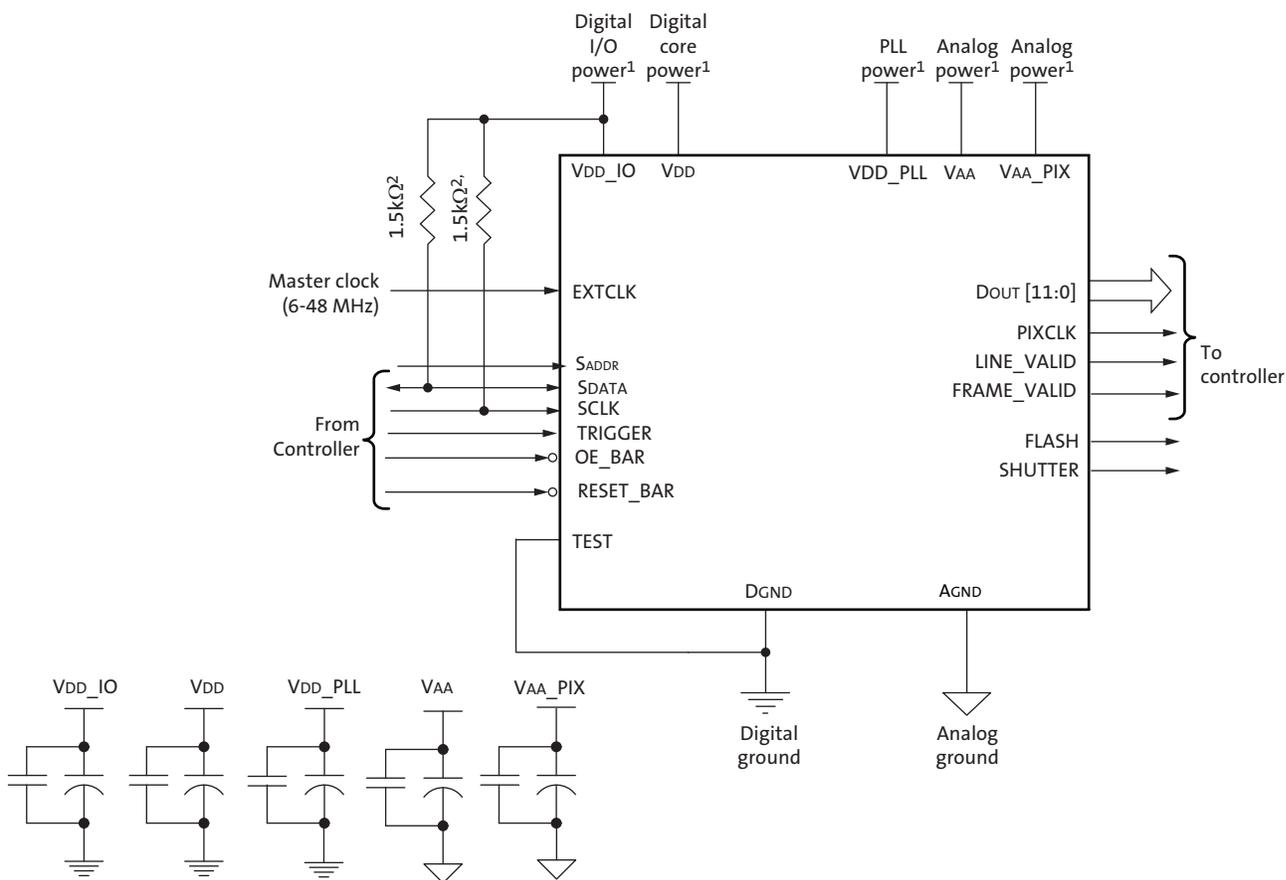 Digital
I/O
power1
Digital
core
power1
PLL
power1
Analog
power1
Analog
power1
1.5kΩ2
1.5kΩ2,
VDD_IO
VDD
VDD_PLL
VAA
VAA_PIX
Master clock
(6-48 MHz)
EXTCLK
SADDR
SDATA
SCLK
TRIGGER
OE_BAR
RESET_BAR
TEST
From
Controller
DOUT [11:0]
PIXCLK
LINE_VALID
FRAME_VALID
FLASH
SHUTTER
To
controller
DGND
AGND
Digital
ground
Analog
ground
VDD_IO
VDD
VDD_PLL
VAA
VAA_PIX